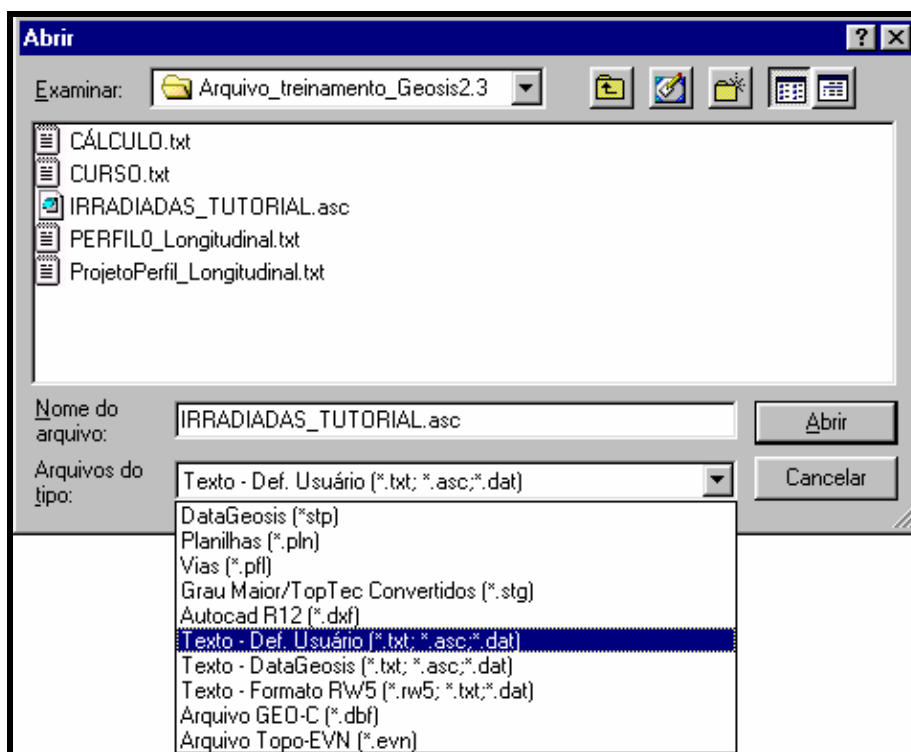 Abrir
Examinar: Arquivo_treinamento_Geosis2.3
CÁLCULO.txt
CURSO.txt
IRRADIADAS_TUTORIAL.asc
PERFIL0_Longitudinal.txt
ProjetoPerfil_Longitudinal.txt
Nome do arquivo: IRRADIADAS_TUTORIAL.asc Abrir
Arquivos do tipo: Texto - Def. Usuário (*.txt; *.asc;*.dat) Cancelar
DataGeosis (*stp)
Planilhas (*.pln)
Vias (*.pfl)
Grau Maior/TopTec Convertidos (*.stg)
Autocad R12 (*.dxf)
Texto - Def. Usuário (*.txt; *.asc;*.dat)
Texto - DataGeosis (*.txt; *.asc;*.dat)
Texto - Formato RW5 (*.rw5; *.txt;*.dat)
Arquivo GEO-C (*.dbf)
Arquivo Topo-EVN (*.evn)